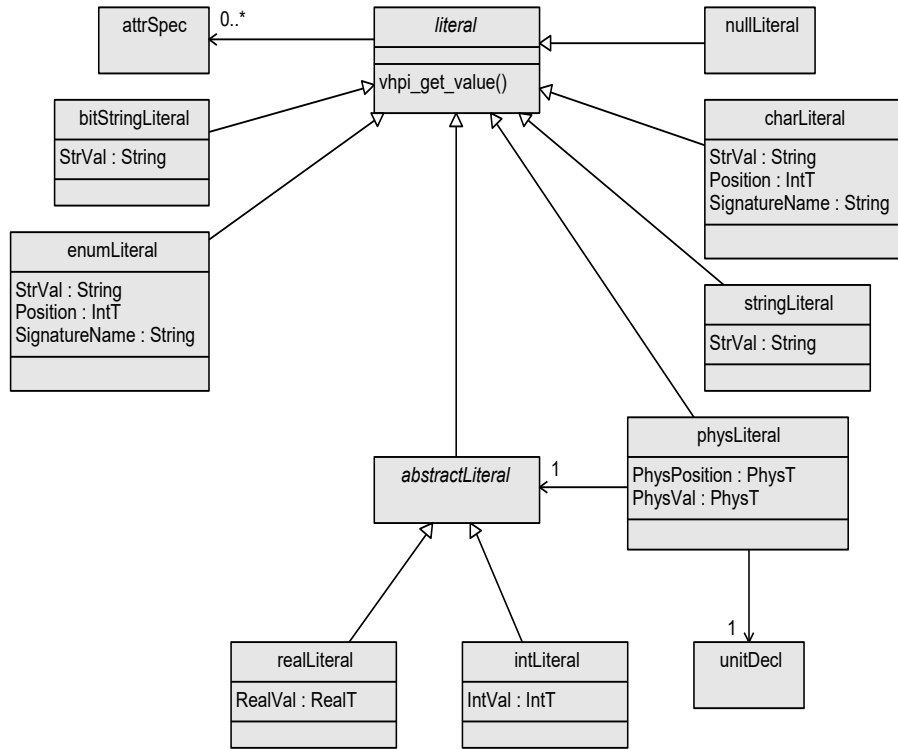 attrSpec
0..*
literal
vhpi_get_value()
nullLiteral
bitStringLiteral
StrVal : String
charLiteral
StrVal : String
Position : IntT
SignatureName : String
enumLiteral
StrVal : String
Position : IntT
SignatureName : String
stringLiteral
StrVal : String
abstractLiteral
1
physLiteral
PhysPosition : PhysT
PhysVal : PhysT
realLiteral
RealVal : RealT
intLiteral
IntVal : IntT
1
unitDecl